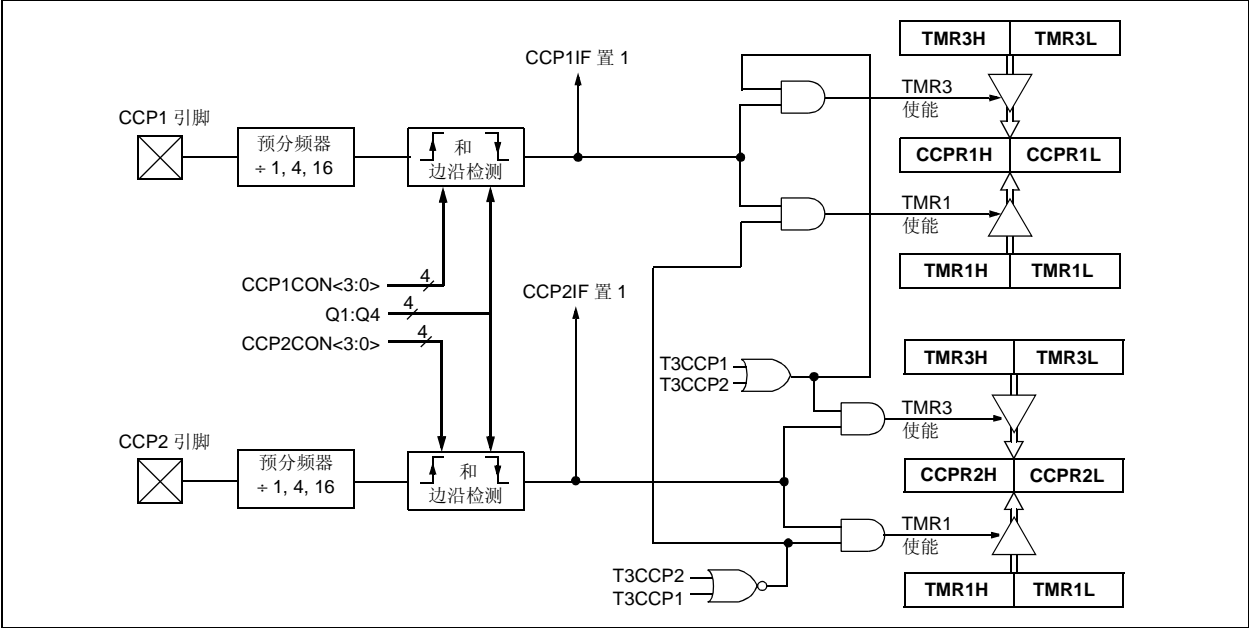 TMR3H TMR3L
CCP1IF 置 1
TMR3
使能
CCP1 引脚
预分频器
÷ 1, 4, 16
和
边沿检测
CCPR1H CCPR1L
TMR1
使能
TMR1H TMR1L
CCP1CON<3:0> 4
Q1:Q4 4
CCP2CON<3:0> 4
CCP2IF 置 1
T3CCP1
T3CCP2
TMR3H TMR3L
TMR3
使能
CCP2 引脚
预分频器
÷ 1, 4, 16
和
边沿检测
CCPR2H CCPR2L
TMR1
使能
T3CCP2
T3CCP1
TMR1H TMR1L